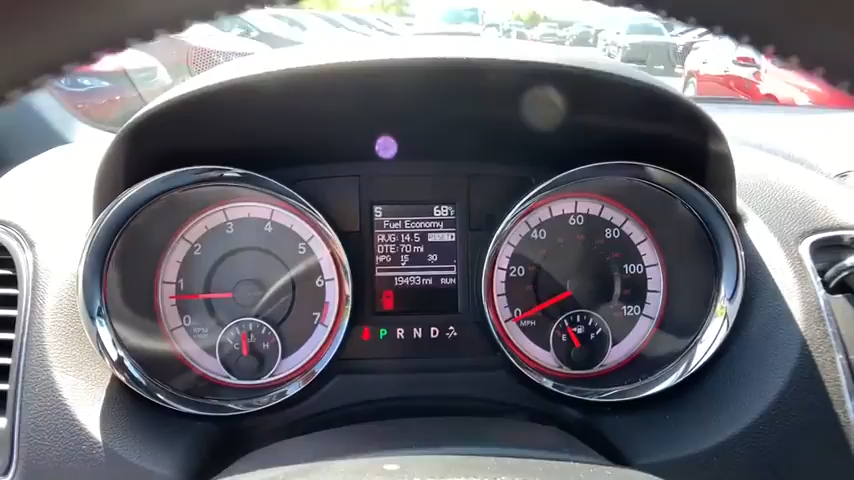 S 68°F
Fuel Economy
AVG: 14.5 RESET
DTE: 70 mi
MPG 15 30
19493 mi RUN
P R N D
0 1 2 3 4 5 6 7
C H
0 20 40 60 80 100 120
MPH
E F